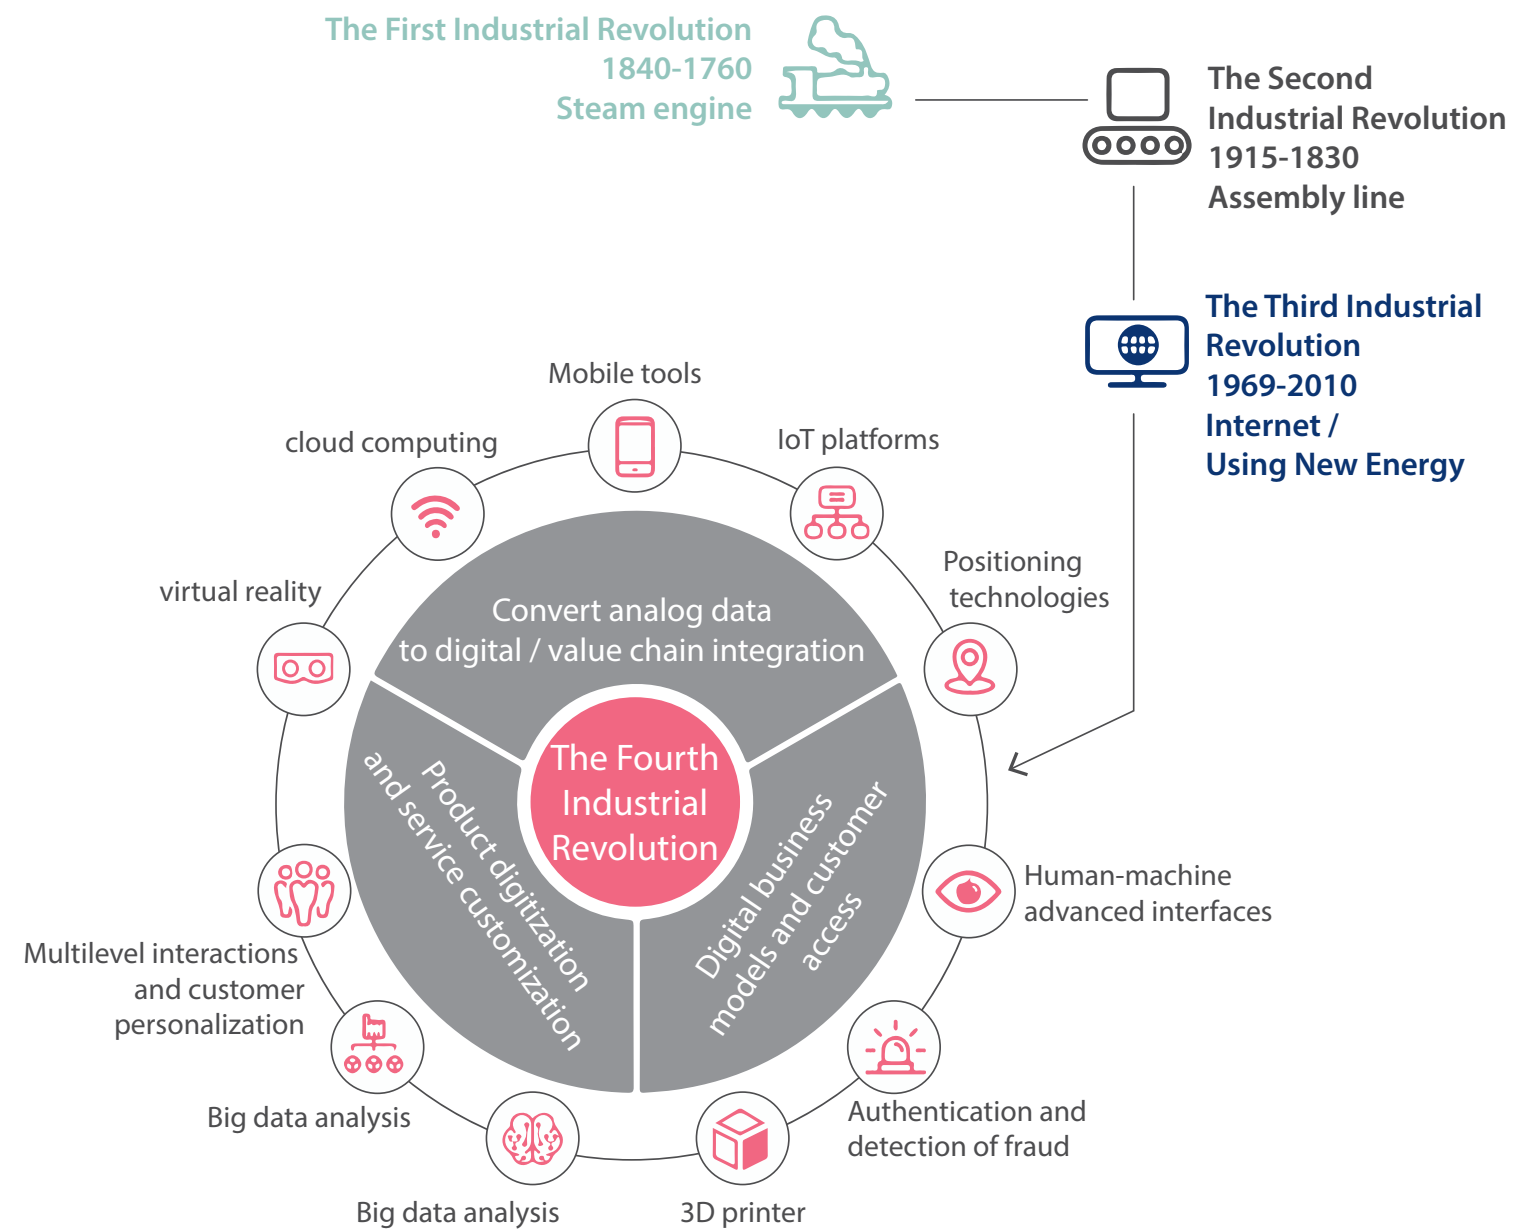 The First Industrial Revolution
1840-1760
Steam engine
The Second
Industrial Revolution
1915-1830
Assembly line
The Third Industrial
Revolution
1969-2010
Internet /
Using New Energy
Mobile tools
cloud computing
IoT platforms
Positioning
technologies
virtual reality
Convert analog data
to digital / value chain integration
The Fourth
Industrial
Revolution
Product digitization
and service customization
Digital business
models and customer
access
Human-machine
advanced interfaces
Multilevel interactions
and customer
personalization
Big data analysis
Authentication and
detection of fraud
Big data analysis
3D printer